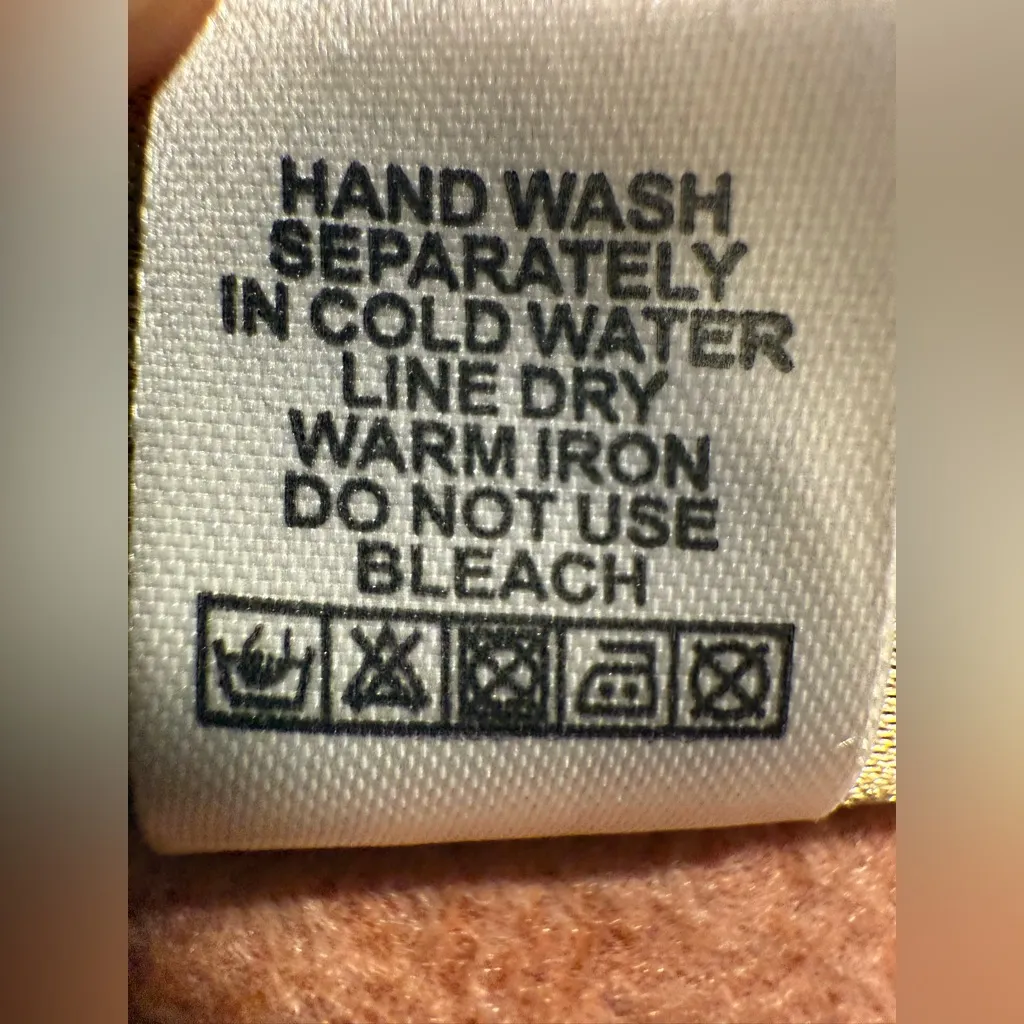 HAND WASH
SEPARATELY
IN COLD WATER
LINE DRY
WARM IRON
DO NOT USE
BLEACH